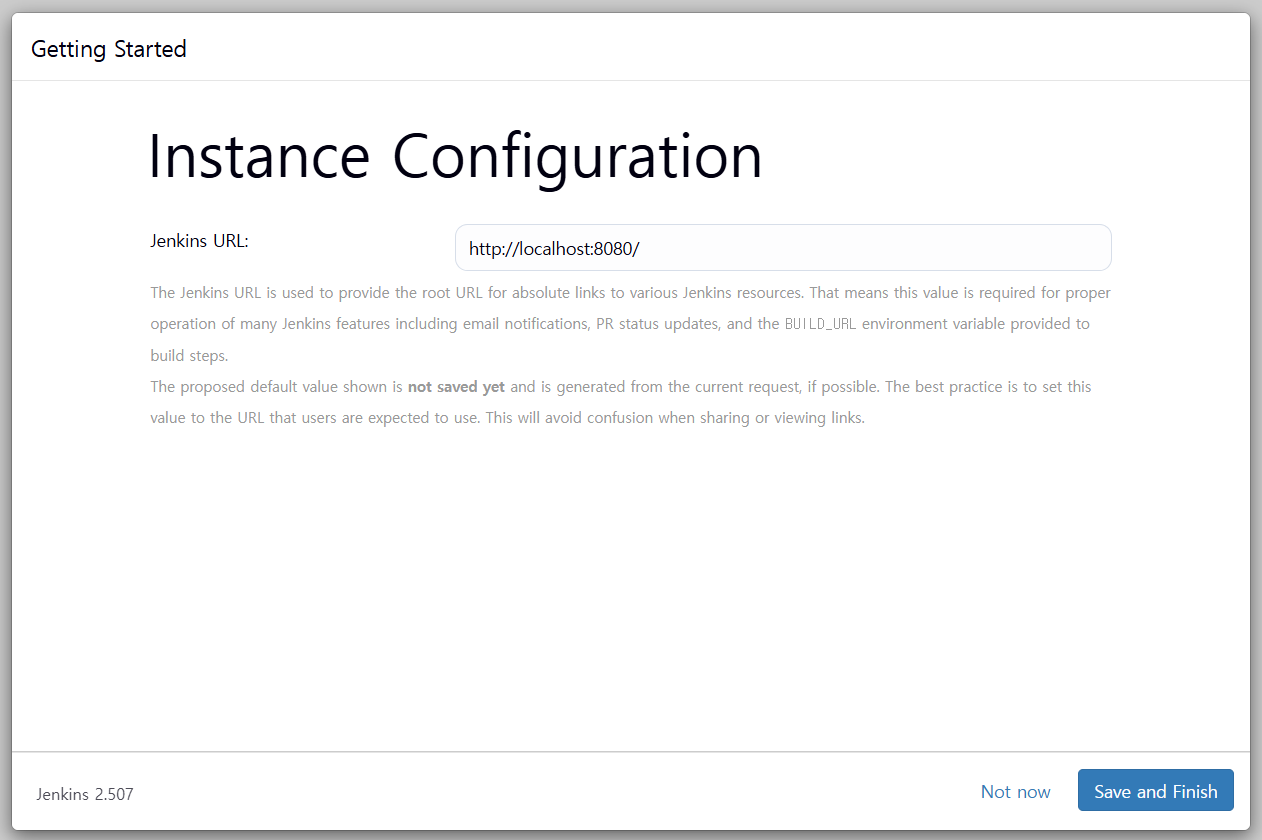 Getting Started
Instance Configuration
Jenkins URL:
http://localhost:8080/
The Jenkins URL is used to provide the root URL for absolute links to various Jenkins resources. That means this value is required for proper
operation of many Jenkins features including email notifications, PR status updates, and the BUILD_URL environment variable provided to
build steps.
The proposed default value shown is not saved yet and is generated from the current request, if possible. The best practice is to set this
value to the URL that users are expected to use. This will avoid confusion when sharing or viewing links.
Jenkins 2.507
Not now
Save and Finish